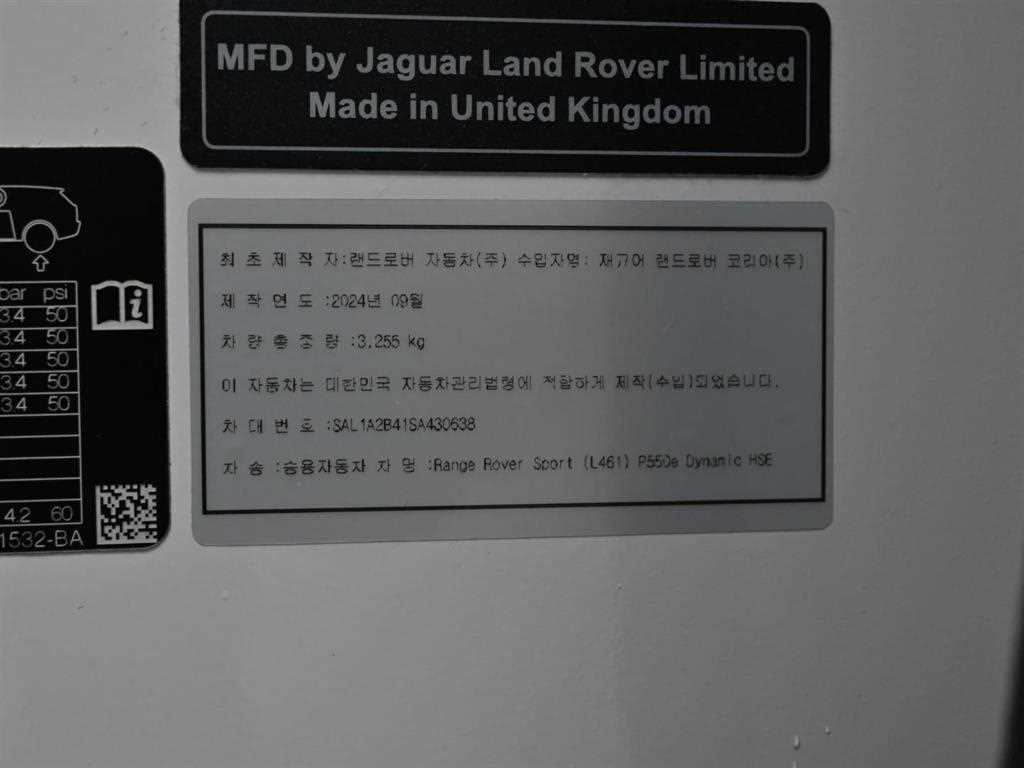 MFD by Jaguar Land Rover Limited
Made in United Kingdom
bar psi
3.4 50
3.4 50
3.4 50
3.4 50
3.4 50
4.2 60
1532-BA
최 초 제 작 자:랜드로버 자동차(주) 수입자명: 재규어 랜드로버 코리아(주)
제 작 연 도 :2024년 09월
차 량 총 중 량 :3,255 kg
이 자동차는 대한민국 자동차관리법령에 적합하게 제작(수입)되었습니다.
차 대 번 호 :SAL1A2B41SA430638
차 종 :승용자동차 차 명 :Range Rover Sport (L461) P550e Dynamic HSE